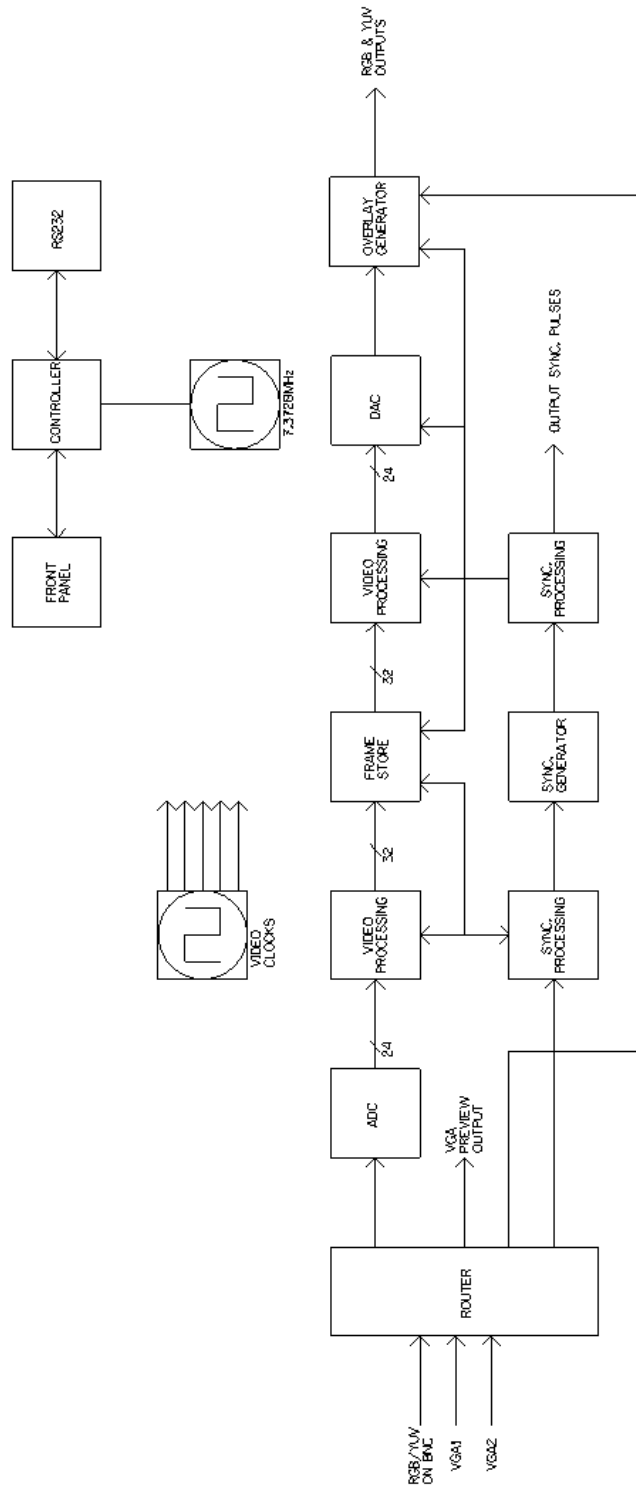 FRONT
PANEL
CONTROLLER
RS232
7.3728MHz
VIDEO
CLOCKS
RGB/YUV
ON BNC
VGA1
VGA2
ROUTER
ADC
24
VIDEO
PROCESSING
32
FRAME
STORE
32
VIDEO
PROCESSING
24
DAC
OVERLAY
GENERATOR
RGB & YUV
OUTPUTS
VGA
PREVIEW
OUTPUT
SYNC.
PROCESSING
SYNC.
GENERATOR
SYNC.
PROCESSING
OUTPUT SYNC. PULSES